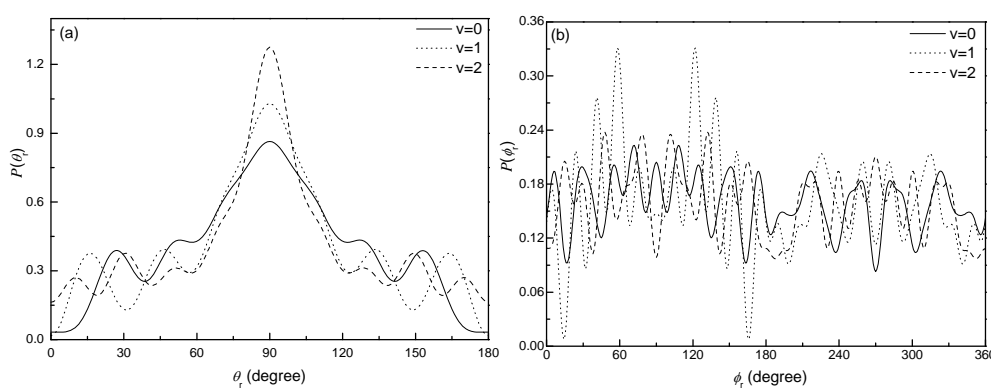 (a)
v=0
v=1
v=2
P(θr)
1.2
0.9
0.6
0.3
0.0
0 30 60 90 120 150 180
θr (degree)
(b)
v=0
v=1
v=2
P(ϕr)
0.36
0.30
0.24
0.18
0.12
0.06
0.00
0 60 120 180 240 300 360
ϕr (degree)